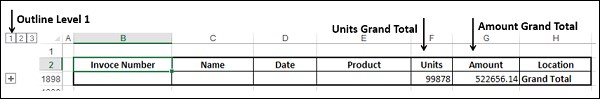 Outline Level 1
Units Grand Total
Amount Grand Total
1 2 3
A B C D E F G H
1
2 Invoce Number Name Date Product Units Amount Location
1898 99878 522656.14 Grand Total